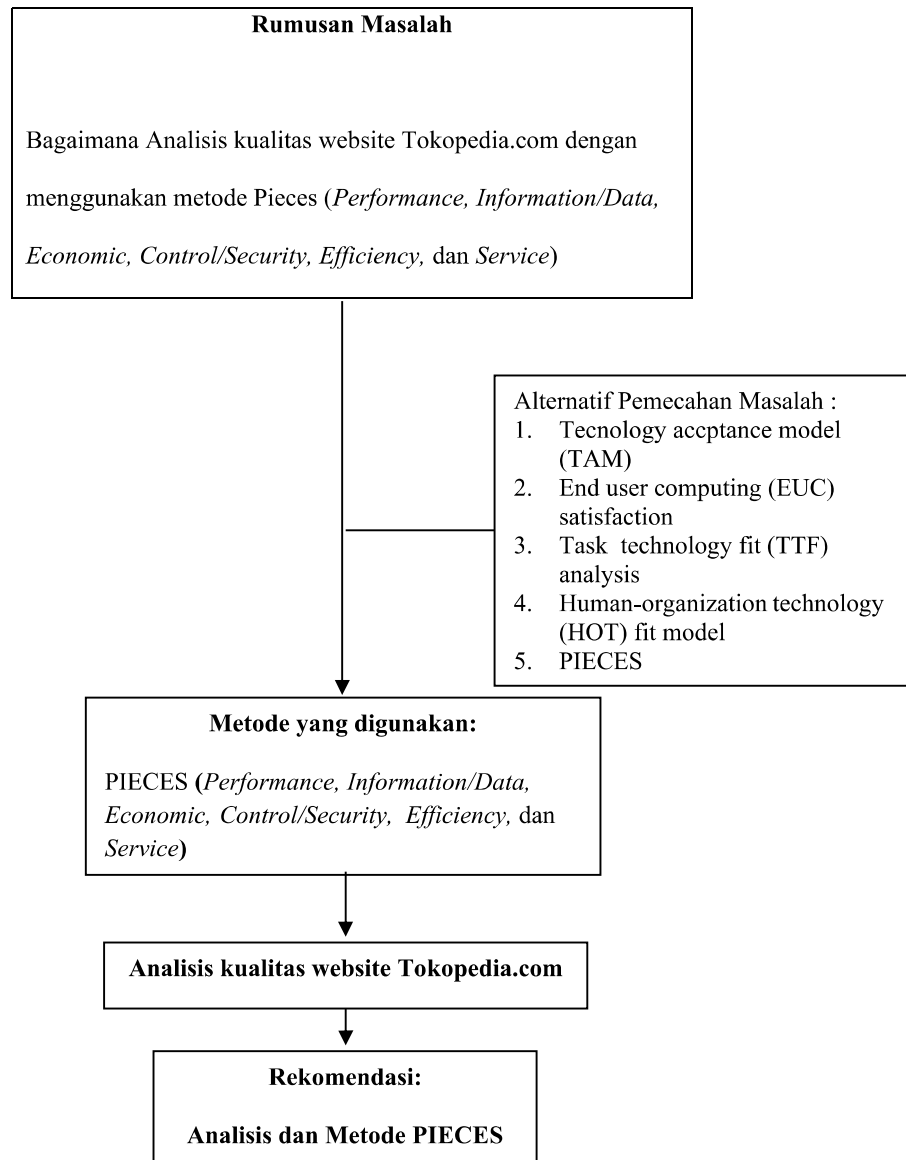 Rumusan Masalah
Bagaimana Analisis kualitas website Tokopedia.com dengan
menggunakan metode Pieces (Performance, Information/Data,
Economic, Control/Security, Efficiency, dan Service)
Alternatif Pemecahan Masalah :
1. Tecnology accptance model
(TAM)
2. End user computing (EUC)
satisfaction
3. Task technology fit (TTF)
analysis
4. Human-organization technology
(HOT) fit model
5. PIECES
Metode yang digunakan:
PIECES (Performance, Information/Data,
Economic, Control/Security, Efficiency, dan
Service)
Analisis kualitas website Tokopedia.com
Rekomendasi:
Analisis dan Metode PIECES